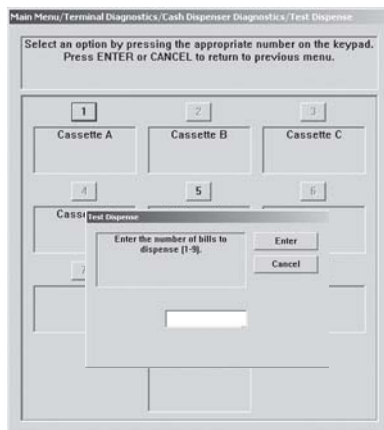 Main Menu/Terminal Diagnostics/Cash Dispenser Diagnostics/Test Dispense
Select an option by pressing the appropriate number on the keypad.
Press ENTER or CANCEL to return to previous menu.
1 2 3
Cassette A Cassette B Cassette C
4 5 6
Casse
Test Dispense
Enter the number of bills to
dispense [1-9].
Enter
Cancel
7